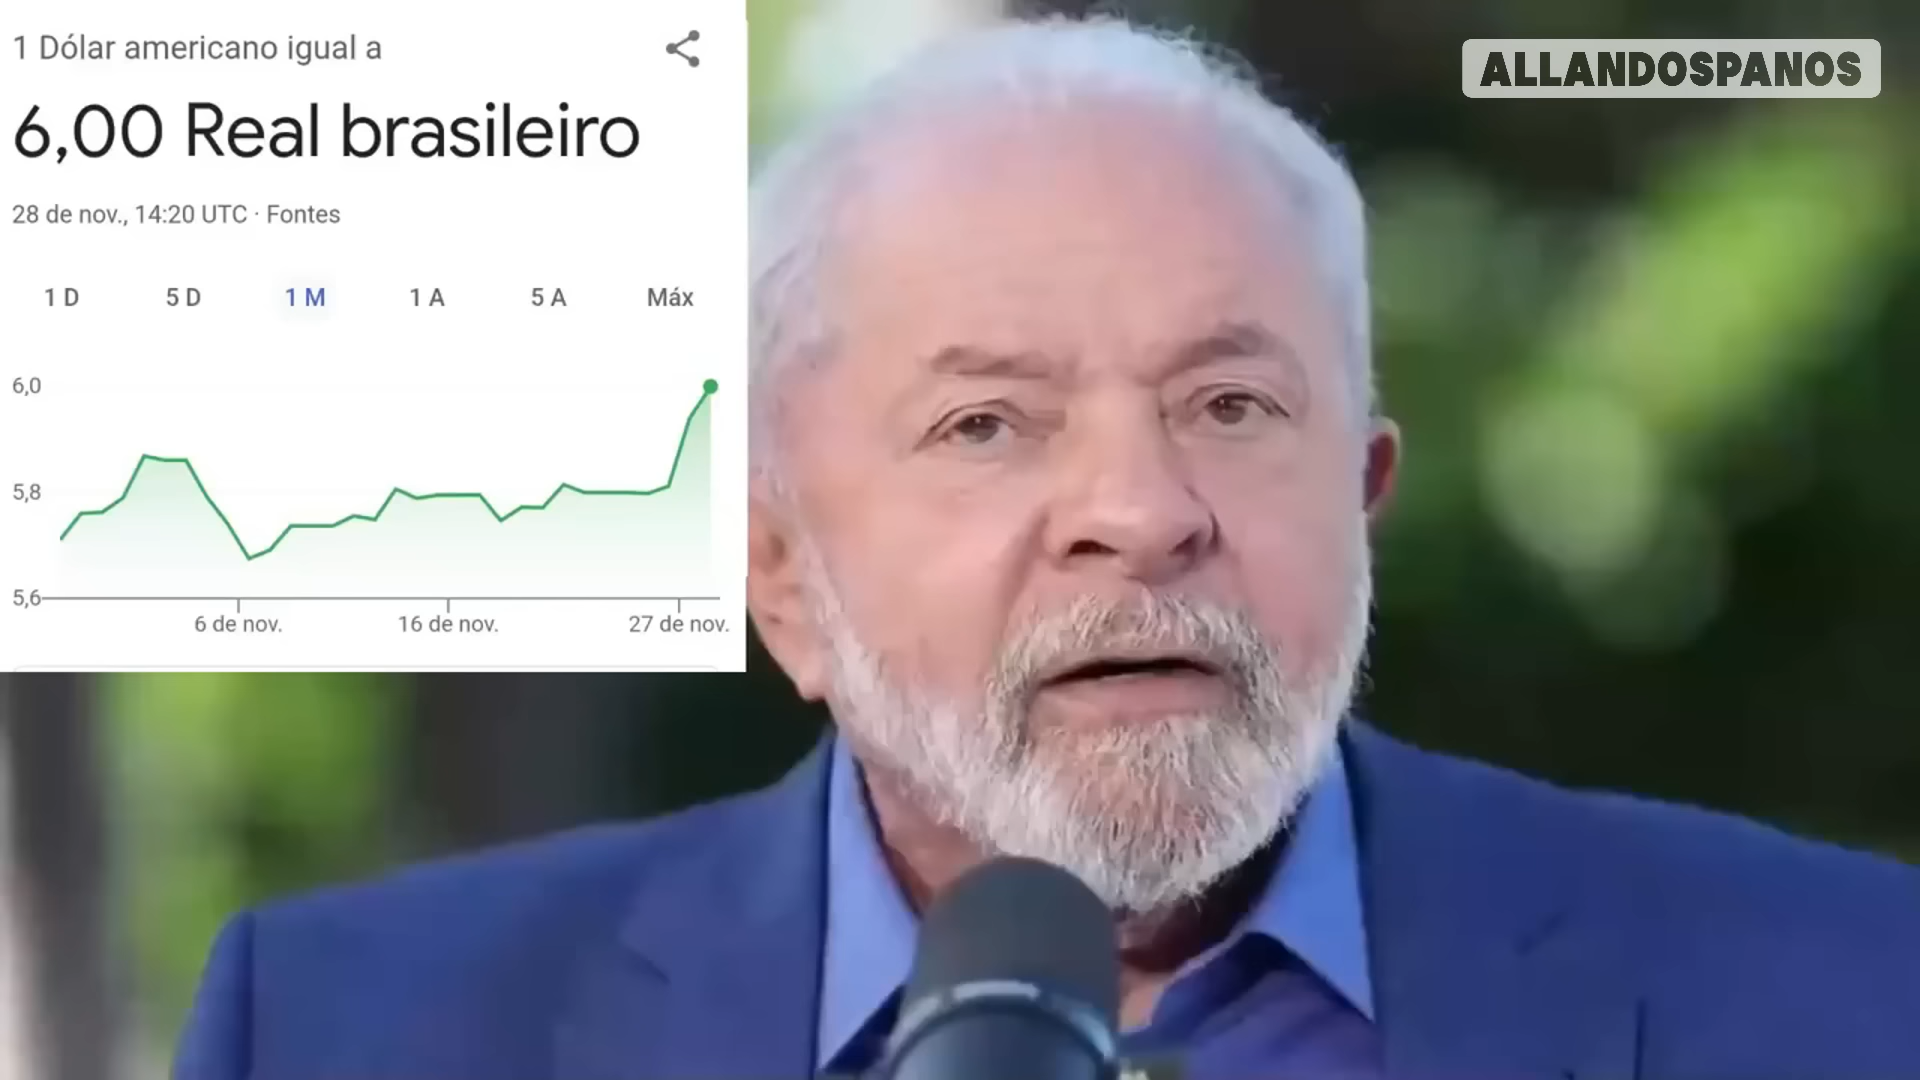 1 Dólar americano igual a
6,00 Real brasileiro
28 de nov., 14:20 UTC · Fontes
1 D 5 D 1 M 1 A 5 A Máx
6,0
5,8
5,6
6 de nov. 16 de nov. 27 de nov.
ALLANDOSPANOS